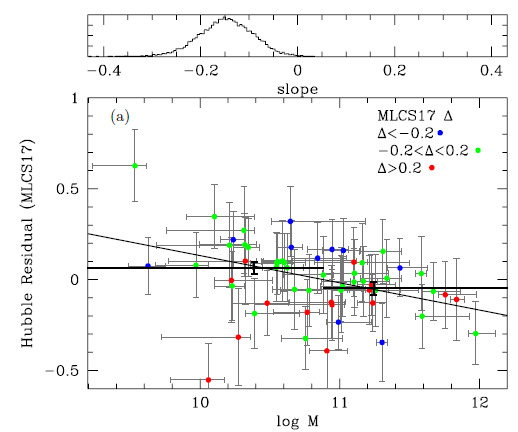 −0.4 −0.2 0 0.2 0.4
slope
1
(a)
MLCS17 Δ
Δ<−0.2
−0.2<Δ<0.2
Δ>0.2
0.5
0
−0.5
Hubble Residual (MLCS17)
10 11 12
log M